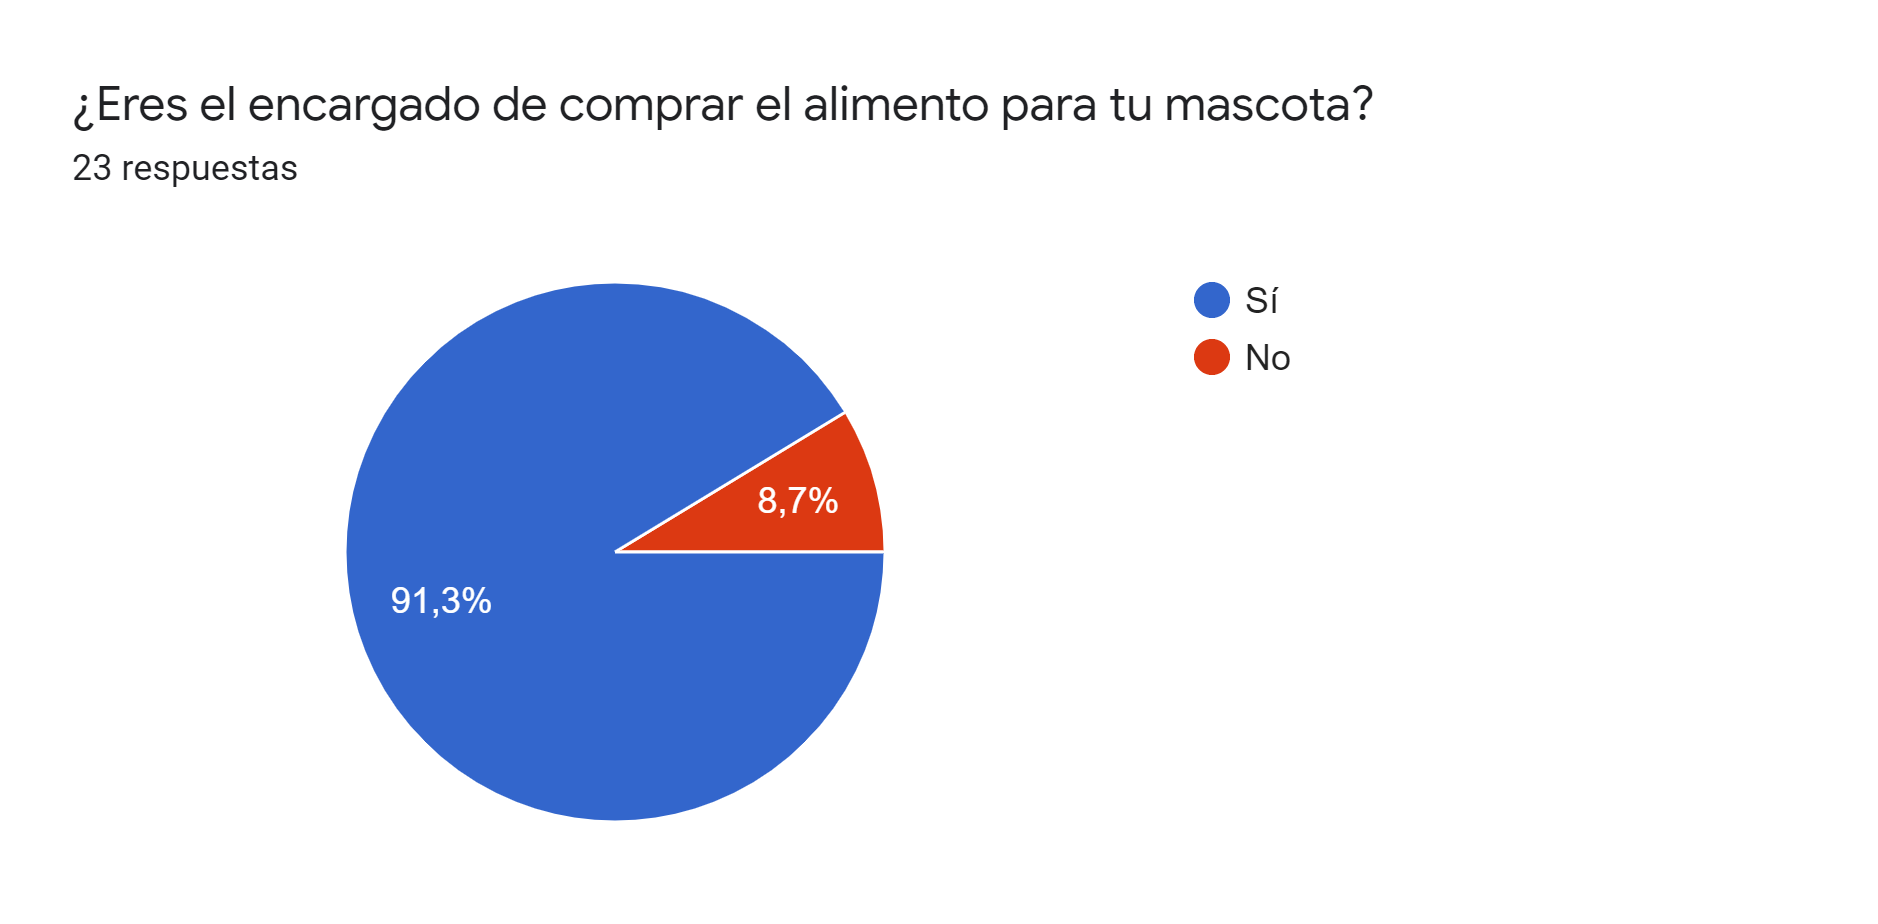 ¿Eres el encargado de comprar el alimento para tu mascota?
23 respuestas
Sí
No
8,7%
91,3%